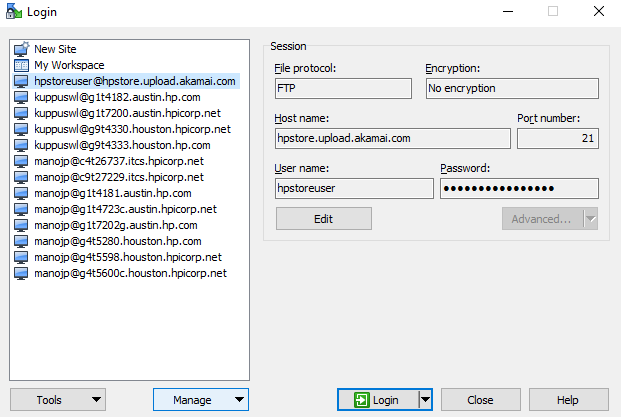 Login
New Site
My Workspace
hpstoreuser@hpstore.upload.akamai.com
kuppuswl@g1t4182.austin.hp.com
kuppuswl@g1t7200.austin.hpicorp.net
kuppuswl@g9t4330.houston.hpicorp.net
kuppuswl@g9t4333.houston.hp.com
manojp@c4t26737.itcs.hpicorp.net
manojp@c9t27229.itcs.hpicorp.net
manojp@g1t4181.austin.hp.com
manojp@g1t4723c.austin.hpicorp.net
manojp@g1t7202g.austin.hp.com
manojp@g4t5280.houston.hp.com
manojp@g4t5598.houston.hpicorp.net
manojp@g4t5600c.houston.hpicorp.net
Session
File protocol: Encryption:
FTP No encryption
Host name: Port number:
hpstore.upload.akamai.com 21
User name: Password:
hpstoreuser ••••••••••••••••
Edit Advanced...
Tools Manage Login Close Help